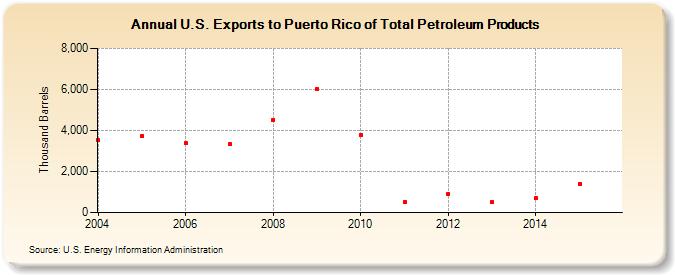 Annual U.S. Exports to Puerto Rico of Total Petroleum Products
Thousand Barrels
8,000
6,000
4,000
2,000
0
2004 2006 2008 2010 2012 2014
Source: U.S. Energy Information Administration